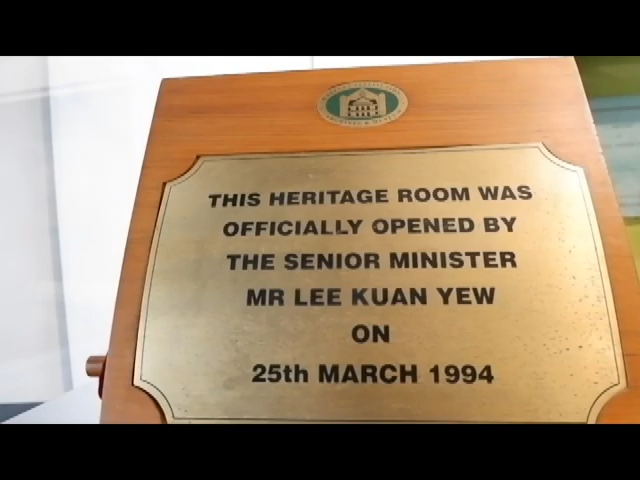 THIS HERITAGE ROOM WAS
OFFICIALLY OPENED BY
THE SENIOR MINISTER
MR LEE KUAN YEW
ON
25th MARCH 1994